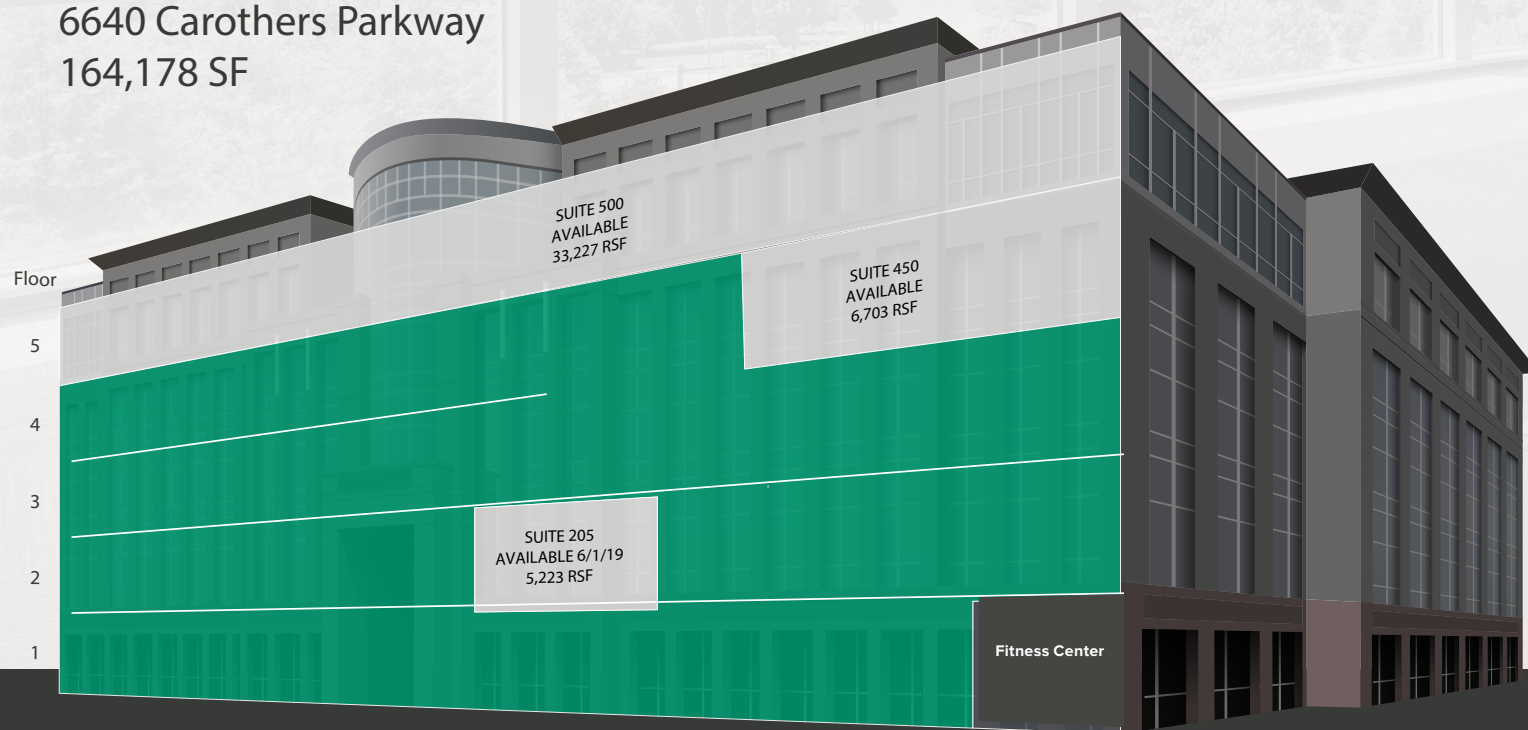 6640 Carothers Parkway
164,178 SF
SUITE 500
AVAILABLE
33,227 RSF
Floor
SUITE 450
AVAILABLE
6,703 RSF
5
4
3
SUITE 205
AVAILABLE 6/1/19
5,223 RSF
2
1
Fitness Center